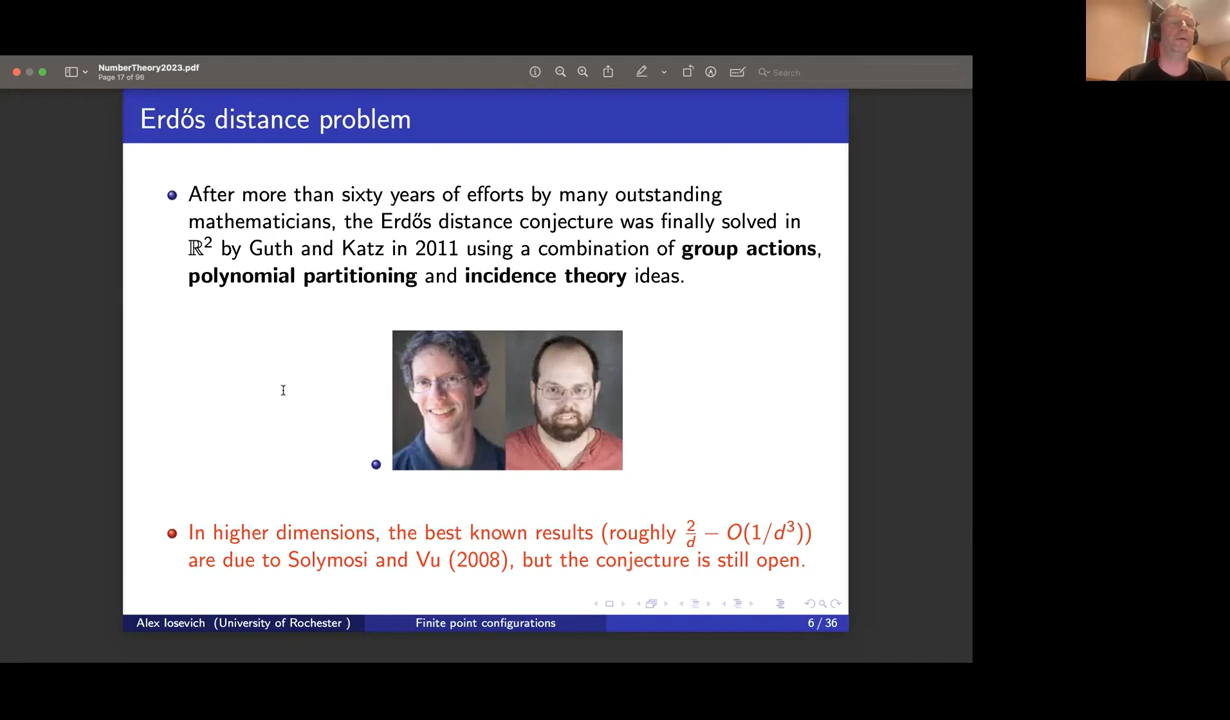 NumberTheory2023.pdf
Page 17 of 96
Search
Erdős distance problem
After more than sixty years of efforts by many outstanding
mathematicians, the Erdős distance conjecture was finally solved in
ℝ² by Guth and Katz in 2011 using a combination of group actions,
polynomial partitioning and incidence theory ideas.
In higher dimensions, the best known results (roughly 2/d − O(1/d³))
are due to Solymosi and Vu (2008), but the conjecture is still open.
Alex Iosevich (University of Rochester ) Finite point configurations 6 / 36